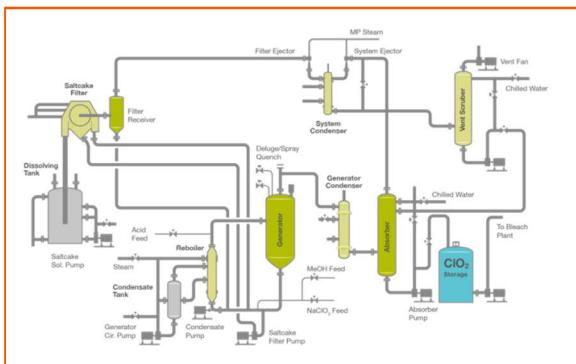 MP Steam
Filter Ejector
System Ejector
Vent Fan
Saltcake
Filter
Filter
Receiver
System
Condenser
Vent Scruber
Chilled Water
Dissolving
Tank
Deluge/Spray
Quench
Generator
Condenser
Chilled Water
Acid
Feed
Reboiler
Generator
Absorber
To Bleach
Plant
Saltcake
Sol. Pump
Steam
Condensate
Tank
MeOH Feed
NaClO₃ Feed
ClO₂
Storage
Generator
Cir. Pump
Condensate
Pump
Saltcake
Filter Pump
Absorber
Pump